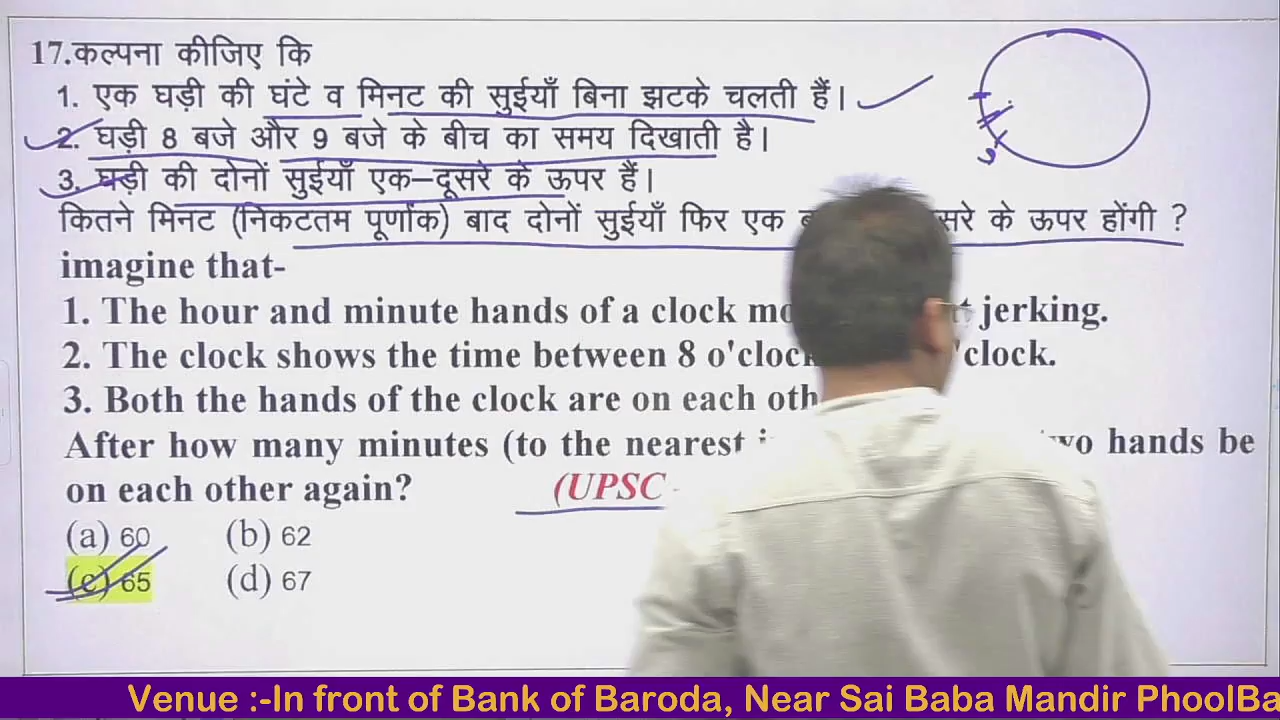 17.कल्पना कीजिए कि
1. एक घड़ी की घंटे व मिनट की सुईयाँ बिना झटके चलती हैं।
2. घड़ी 8 बजे और 9 बजे के बीच का समय दिखाती है।
3. घड़ी की दोनों सुईयाँ एक–दूसरे के ऊपर हैं।
कितने मिनट (निकटतम पूर्णांक) बाद दोनों सुईयाँ फिर एक सरे के ऊपर होंगी ?
imagine that-
1. The hour and minute hands of a clock jerking.
2. The clock shows the time between 8 o'clock 'clock.
3. Both the hands of the clock are on each
After how many minutes (to the nearest hands be
on each other again? (UPSC
(a) 60 (b) 62
(c) 65 (d) 67
Venue :-In front of Bank of Baroda, Near Sai Baba Mandir PhoolBa